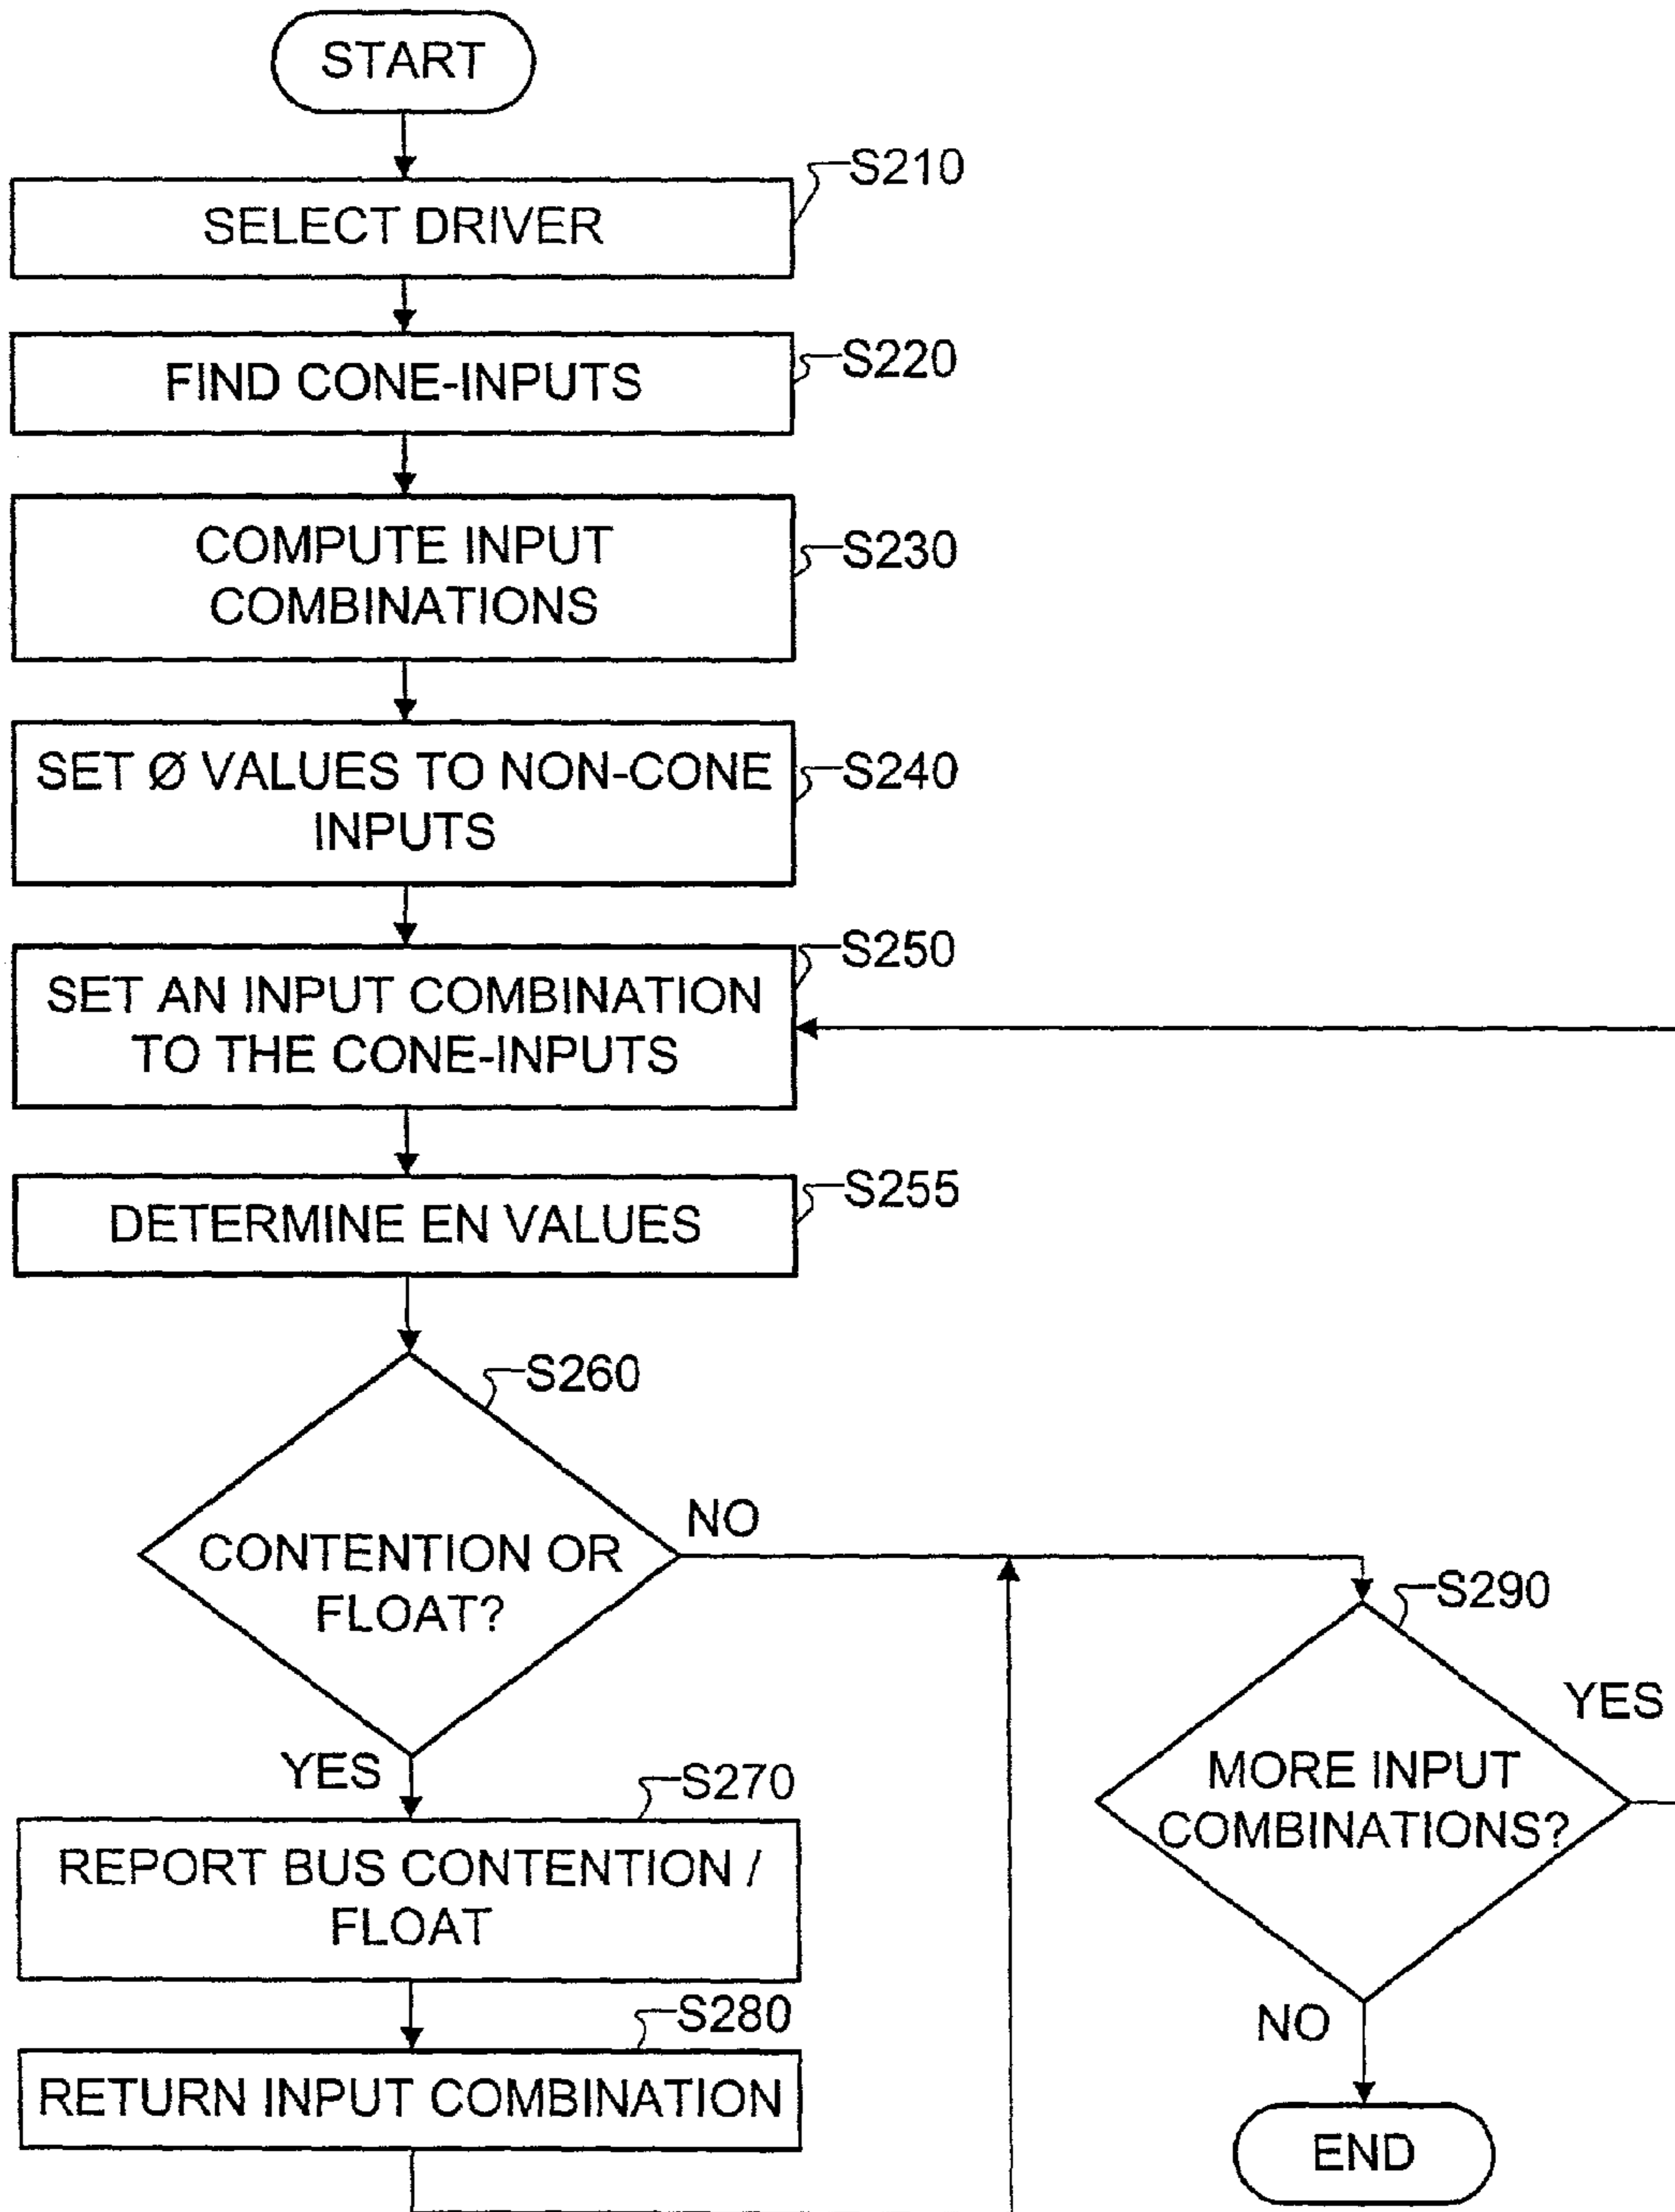 START
S210
SELECT DRIVER
S220
FIND CONE-INPUTS
S230
COMPUTE INPUT
COMBINATIONS
S240
SET Ø VALUES TO NON-CONE
INPUTS
S250
SET AN INPUT COMBINATION
TO THE CONE-INPUTS
S255
DETERMINE EN VALUES
S260
CONTENTION OR
FLOAT?
NO
YES
S270
REPORT BUS CONTENTION /
FLOAT
S280
RETURN INPUT COMBINATION
S290
MORE INPUT
COMBINATIONS?
YES
NO
END